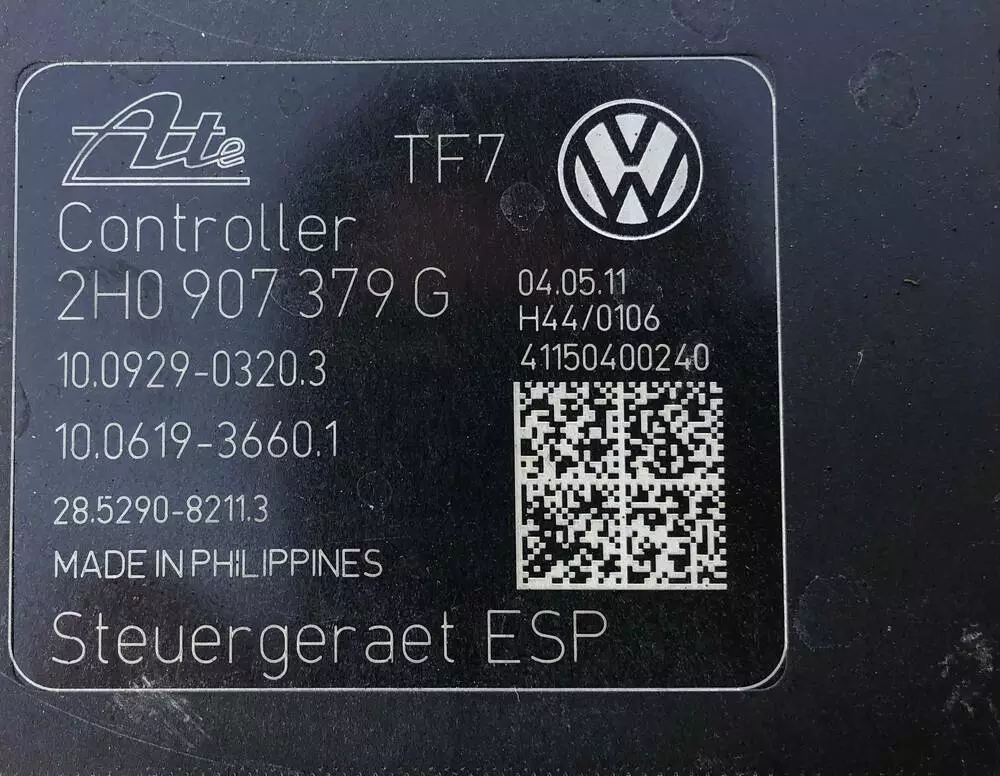 Ate
TF7
Controller
2H0 907 379 G
04.05.11
H44/0106
41150400240
10.0929-0320.3
10.0619-3660.1
28.5290-8211.3
MADE IN PHiLIPPINES
Steuergeraet ESP